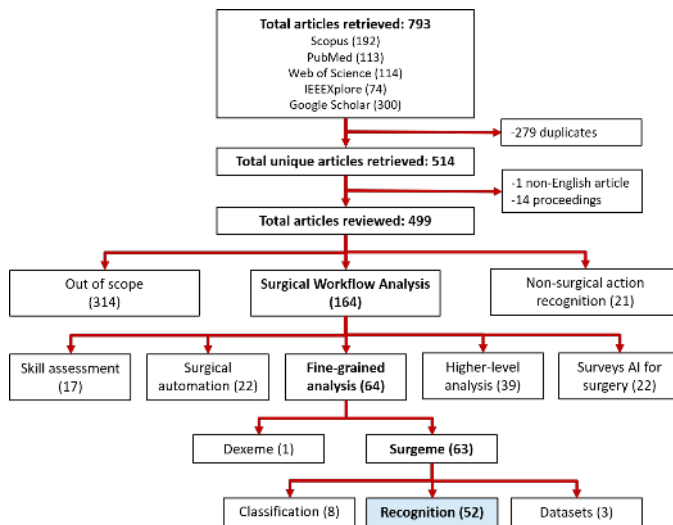 Total articles retrieved: 793
Scopus (192)
PubMed (113)
Web of Science (114)
IEEEXplore (74)
Google Scholar (300)
-279 duplicates
Total unique articles retrieved: 514
-1 non-English article
-14 proceedings
Total articles reviewed: 499
Out of scope
(314)
Surgical Workflow Analysis
(164)
Non-surgical action
recognition (21)
Skill assessment
(17)
Surgical
automation (22)
Fine-grained
analysis (64)
Higher-level
analysis (39)
Surveys AI for
surgery (22)
Dexeme (1)
Surgeme (63)
Classification (8)
Recognition (52)
Datasets (3)